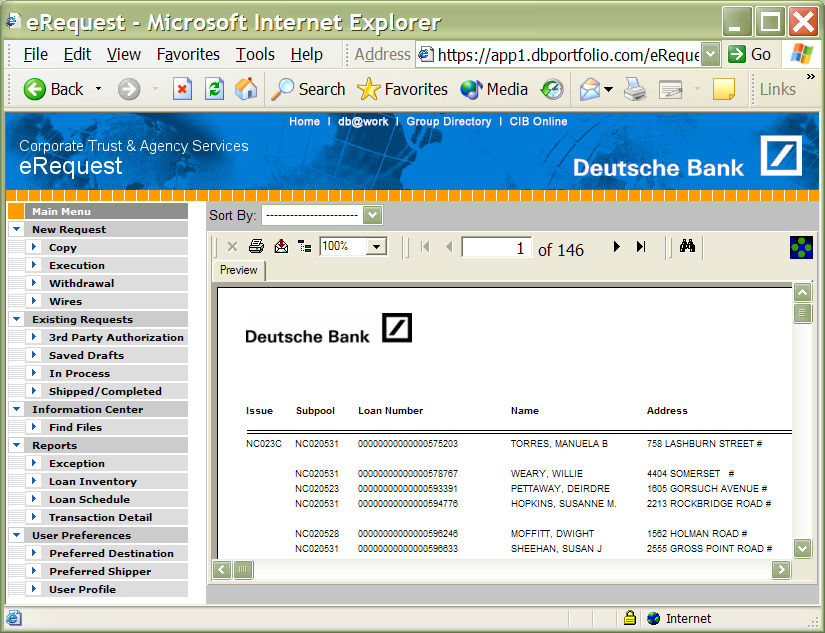 eRequest - Microsoft Internet Explorer
File Edit View Favorites Tools Help Address https://app1.dbportfolio.com/eReque Go
Back Search Favorites Media Links »
Home | db@work | Group Directory | CIB Online
Corporate Trust & Agency Services
eRequest
Deutsche Bank
Main Menu
New Request
Copy
Execution
Withdrawal
Wires
Existing Requests
3rd Party Authorization
Saved Drafts
In Process
Shipped/Completed
Information Center
Find Files
Reports
Exception
Loan Inventory
Loan Schedule
Transaction Detail
User Preferences
Preferred Destination
Preferred Shipper
User Profile
Sort By: -----------------------
100% 1 of 146
Preview
Deutsche Bank
Issue Subpool Loan Number Name Address
NC023C NC020531 0000000000000575203 TORRES, MANUELA B 758 LASHBURN STREET #
NC020531 0000000000000578767 WEARY, WILLIE 4404 SOMERSET #
NC020523 0000000000000593391 PETTAWAY, DEIRDRE 1605 GORSUCH AVENUE #
NC020531 0000000000000594776 HOPKINS, SUSANNE M. 2213 ROCKBRIDGE ROAD #
NC020528 0000000000000596246 MOFFITT, DWIGHT 1562 HOLMAN ROAD #
NC020531 0000000000000596633 SHEEHAN, SUSAN J 2555 GROSS POINT ROAD #
Internet